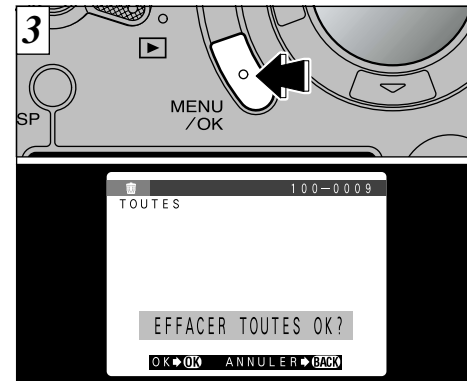 3
SP
MENU
/OK
100-0009
TOUTES
EFFACER TOUTES OK?
OK➡OK ANNULER➡BACK